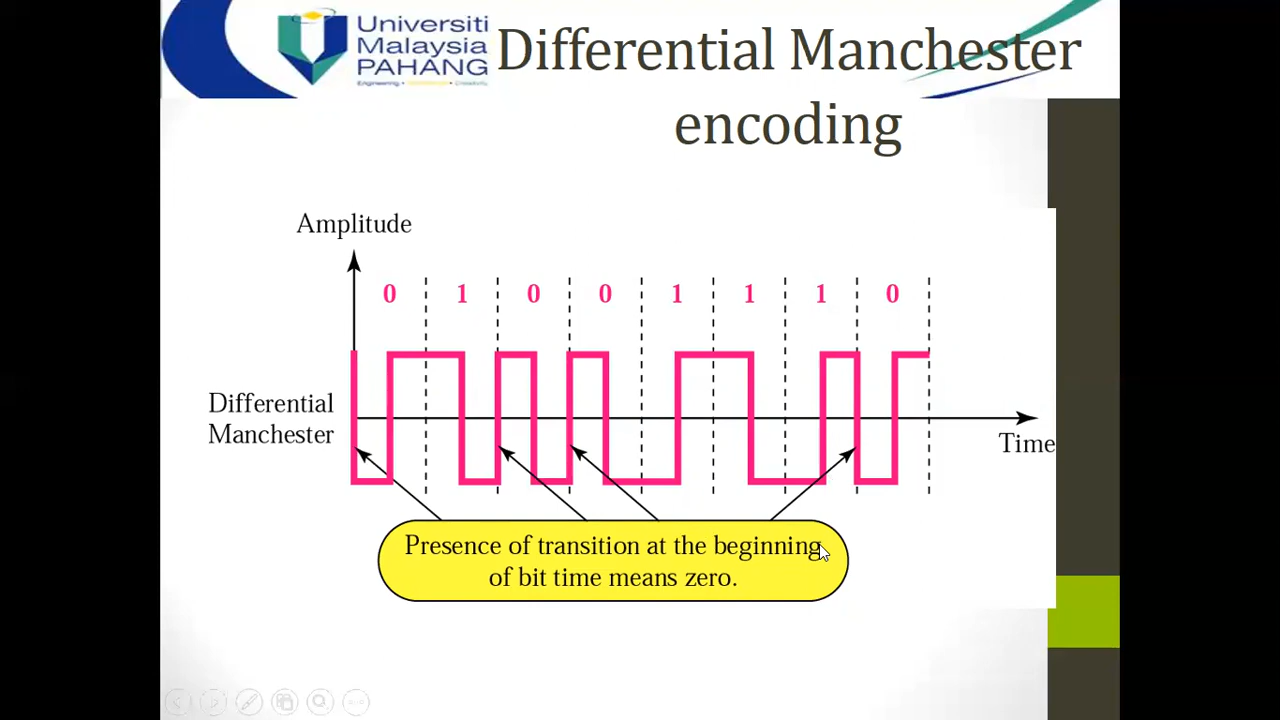 Universiti
Malaysia
PAHANG
Engineering • Technology • Creativity
Differential Manchester
encoding
Amplitude
0 1 0 0 1 1 1 0
Differential
Manchester
Time
Presence of transition at the beginning
of bit time means zero.